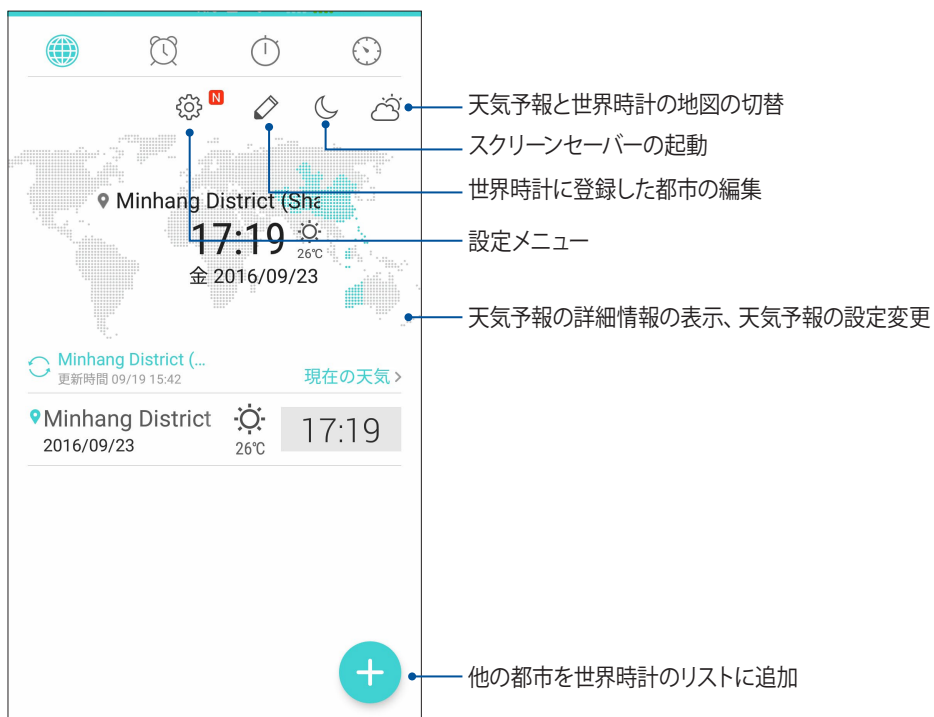 N
天気予報と世界時計の地図の切替
スクリーンセーバーの起動
世界時計に登録した都市の編集
Minhang District (Sha
17:19
26℃
設定メニュー
金 2016/09/23
天気予報の詳細情報の表示、天気予報の設定変更
Minhang District (...
更新時間 09/19 15:42
現在の天気 >
Minhang District
2016/09/23
26℃
17:19
他の都市を世界時計のリストに追加